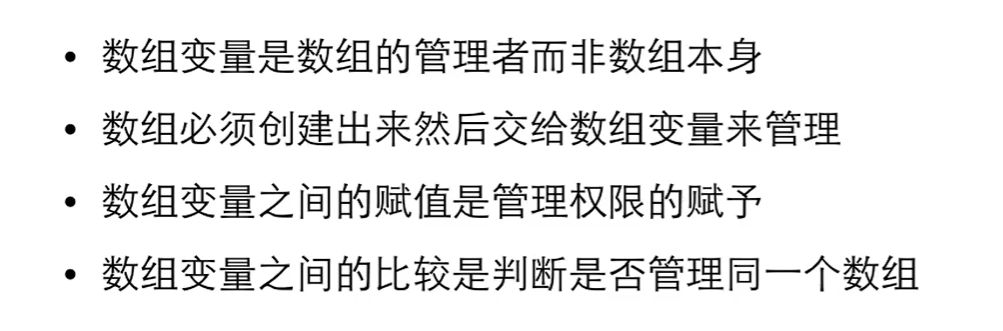 • 数组变量是数组的管理者而非数组本身
• 数组必须创建出来然后交给数组变量来管理
• 数组变量之间的赋值是管理权限的赋予
• 数组变量之间的比较是判断是否管理同一个数组